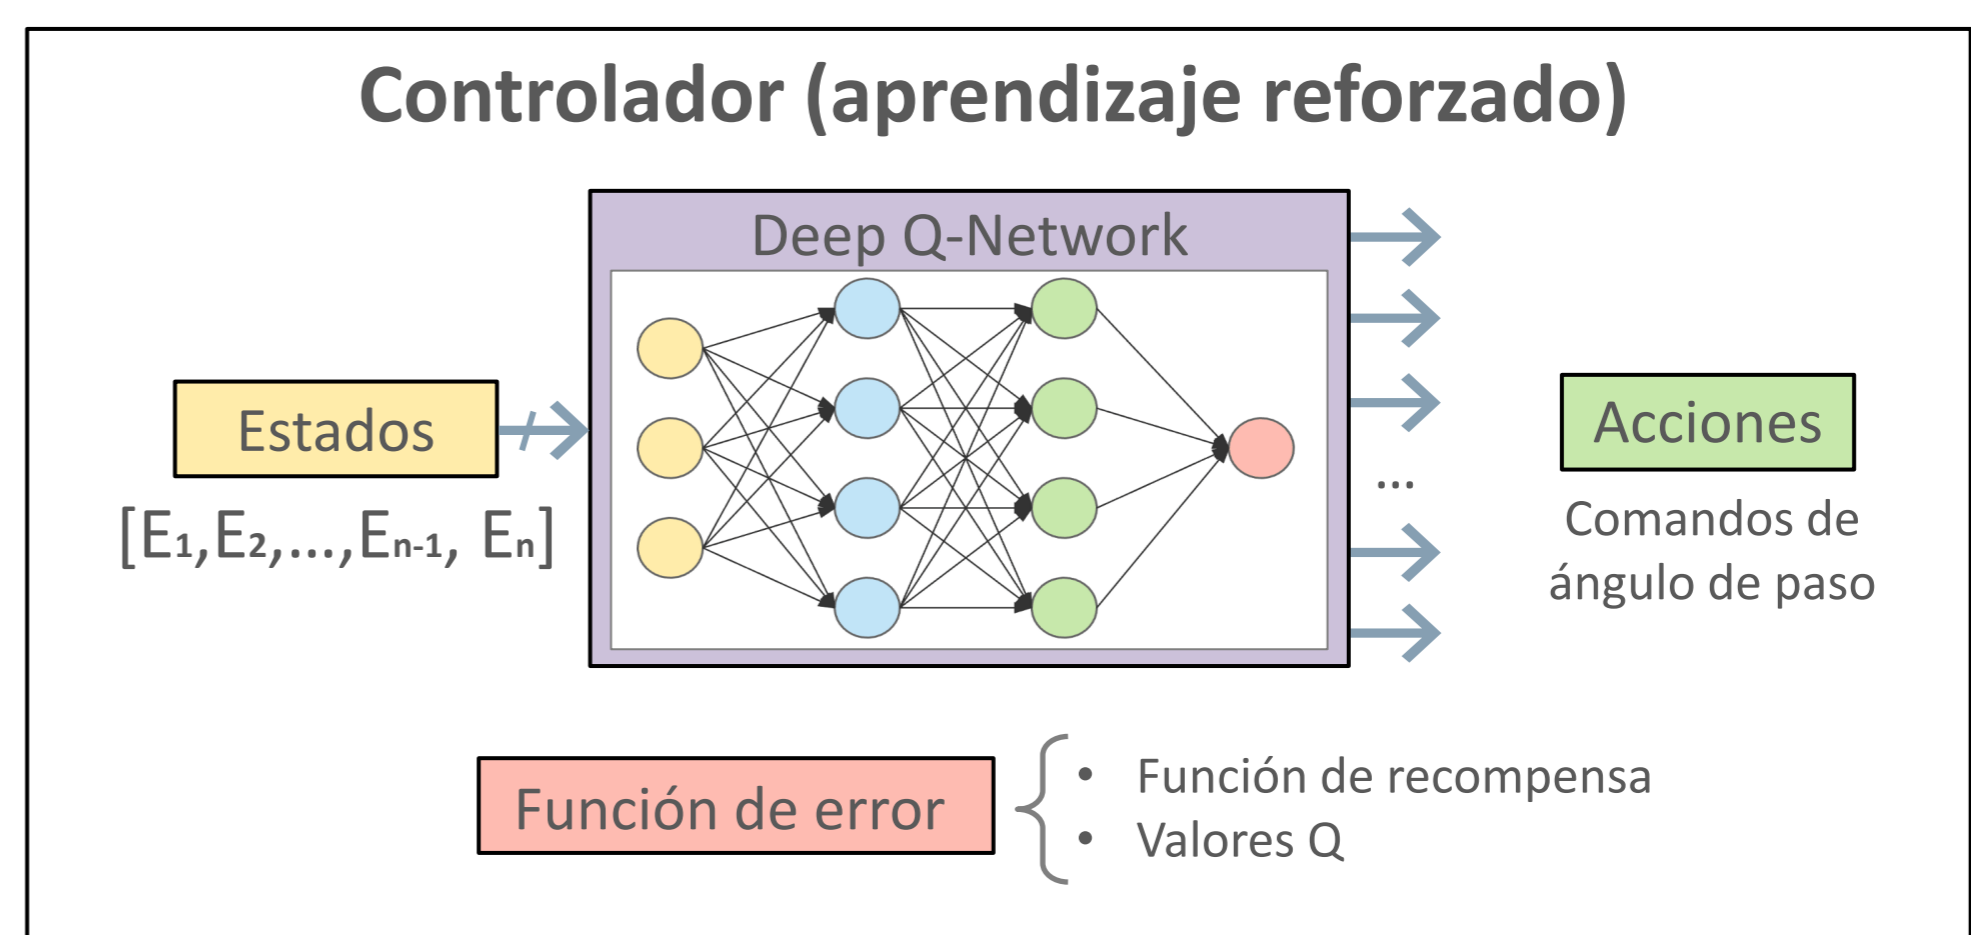 Controlador (aprendizaje reforzado)
Deep Q-Network
Estados
[E1,E2,...,En-1, En]
...
Acciones
Comandos de
ángulo de paso
Función de error
• Función de recompensa
• Valores Q